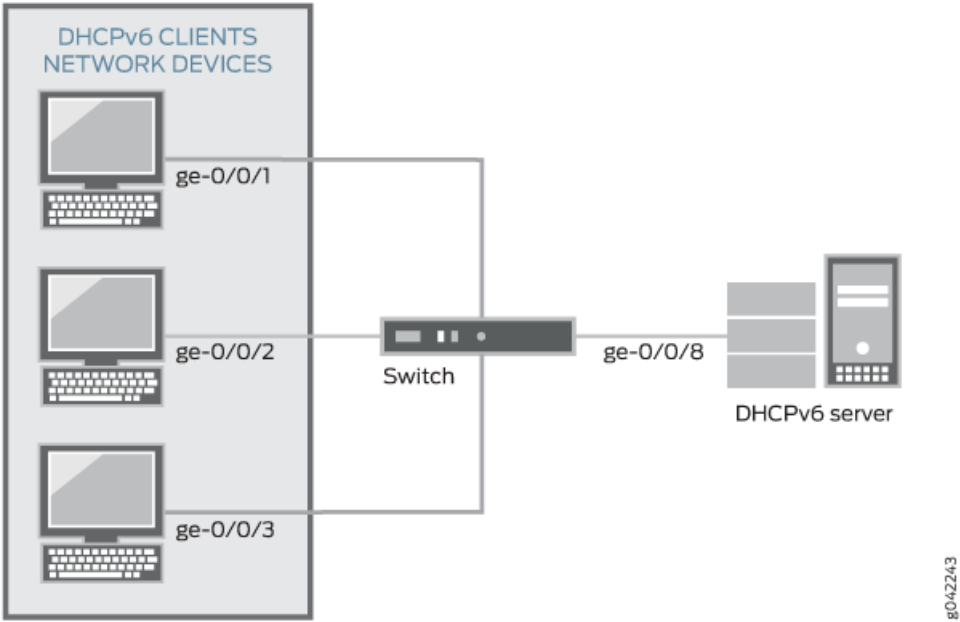 DHCPv6 CLIENTS
NETWORK DEVICES
ge-0/0/1
ge-0/0/2
Switch
ge-0/0/8
DHCPv6 server
ge-0/0/3
g042243